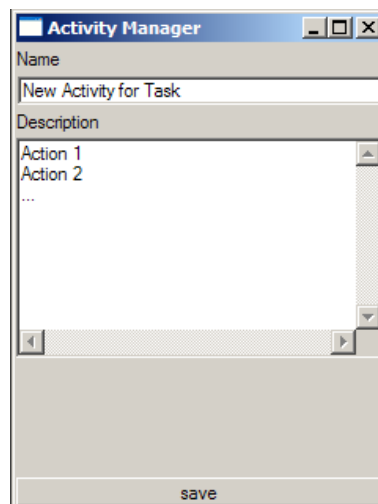 Activity Manager
Name
New Activity for Task
Description
Action 1
Action 2
...
save